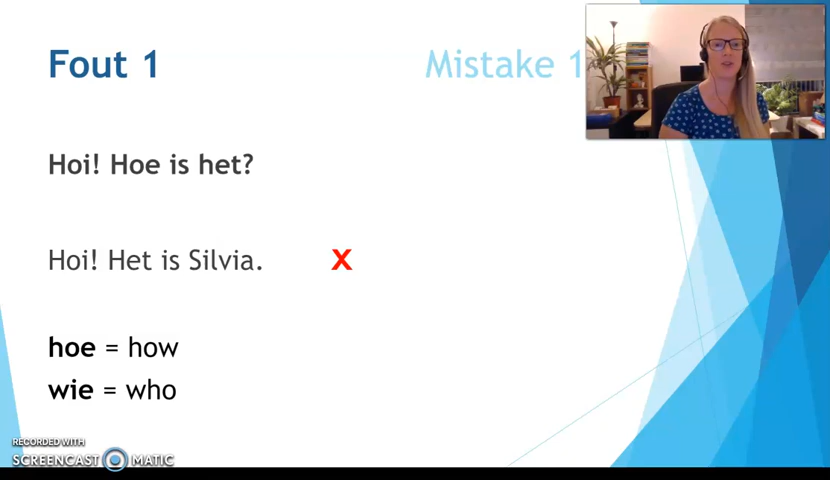 Fout 1
Mistake 1
Hoi! Hoe is het?
Hoi! Het is Silvia. X
hoe = how
wie = who
RECORDED WITH
SCREENCAST MATIC